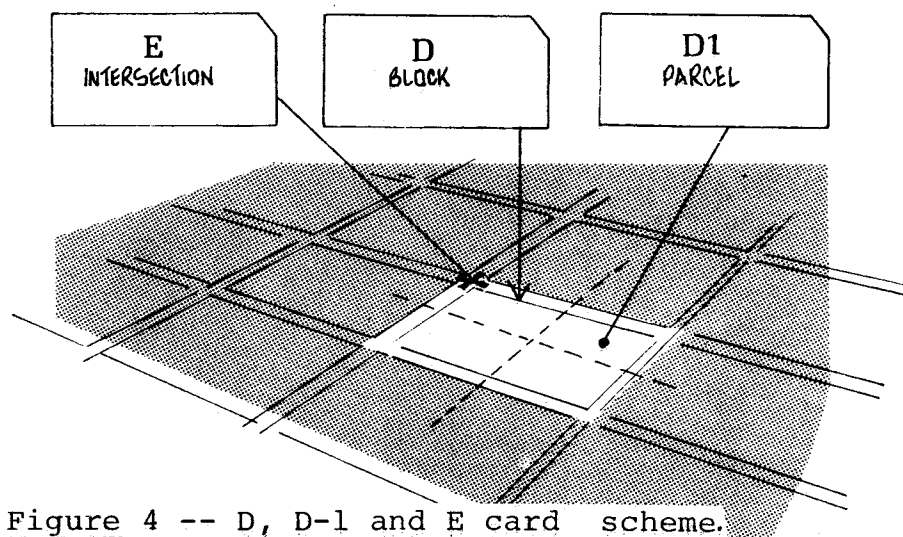 E
INTERSECTION
D
BLOCK
D1
PARCEL
Figure 4 -- D, D-1 and E card scheme.